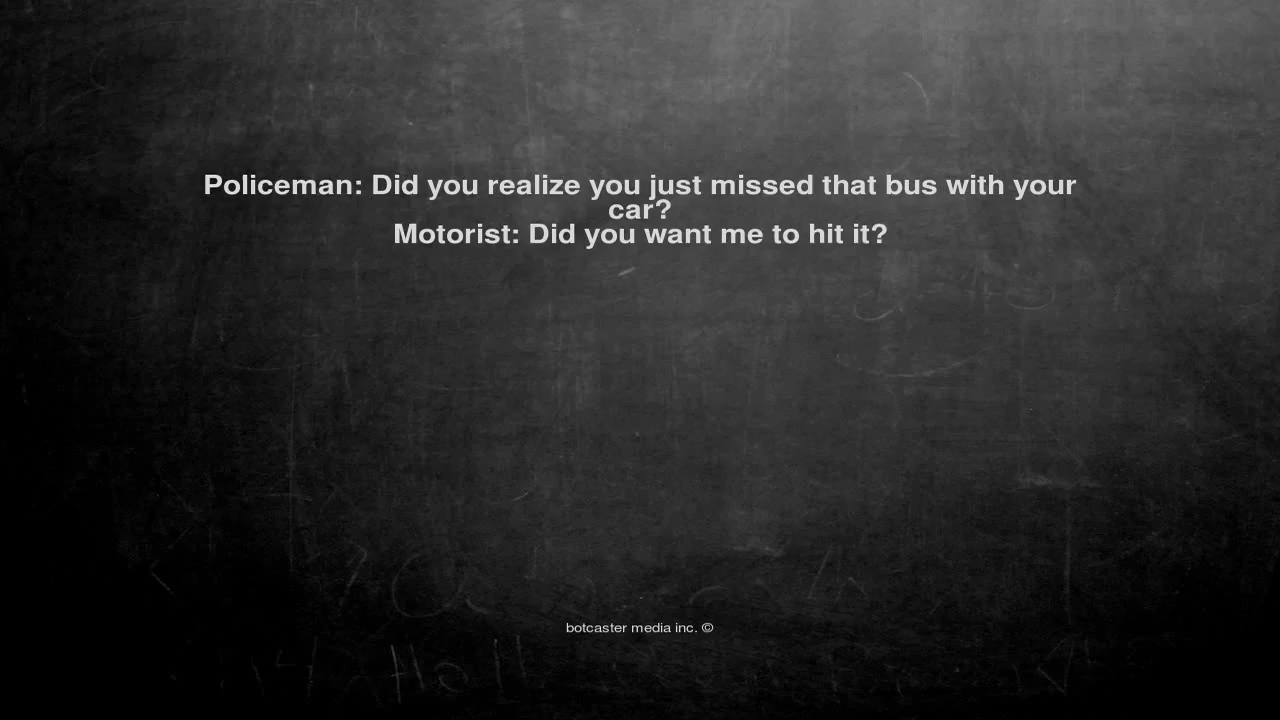 Policeman: Did you realize you just missed that bus with your
car?
Motorist: Did you want me to hit it?
botcaster media inc. ©